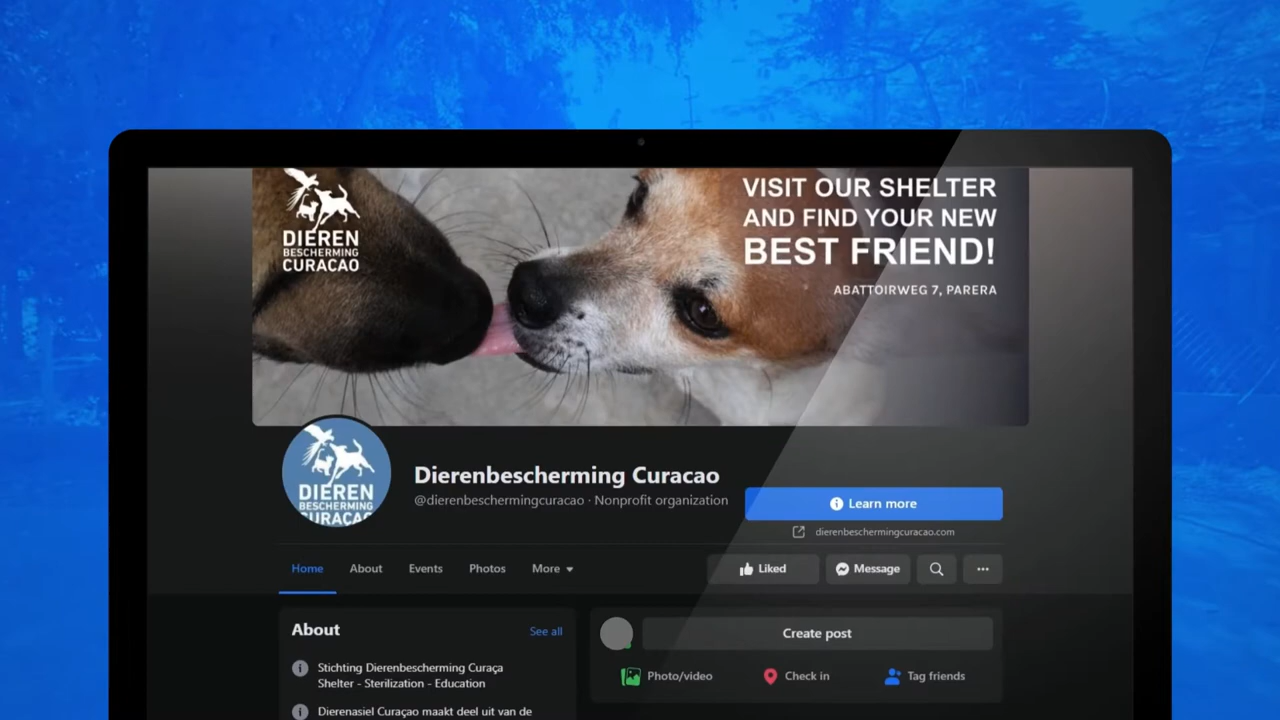 DIEREN
BESCHERMING
CURACAO
VISIT OUR SHELTER
AND FIND YOUR NEW
BEST FRIEND!
ABATTOIRWEG 7, PARERA
DIEREN
BESCHERMING
CURACAO
Dierenbescherming Curacao
@dierenbeschermingcuracao · Nonprofit organization
Learn more
dierenbeschermingcuracao.com
Home About Events Photos More
Liked Message ...
About See all
Create post
Stichting Dierenbescherming Curaça
Shelter - Sterilization - Education
Photo/video Check in Tag friends
Dierenasiel Curaçao maakt deel uit van de